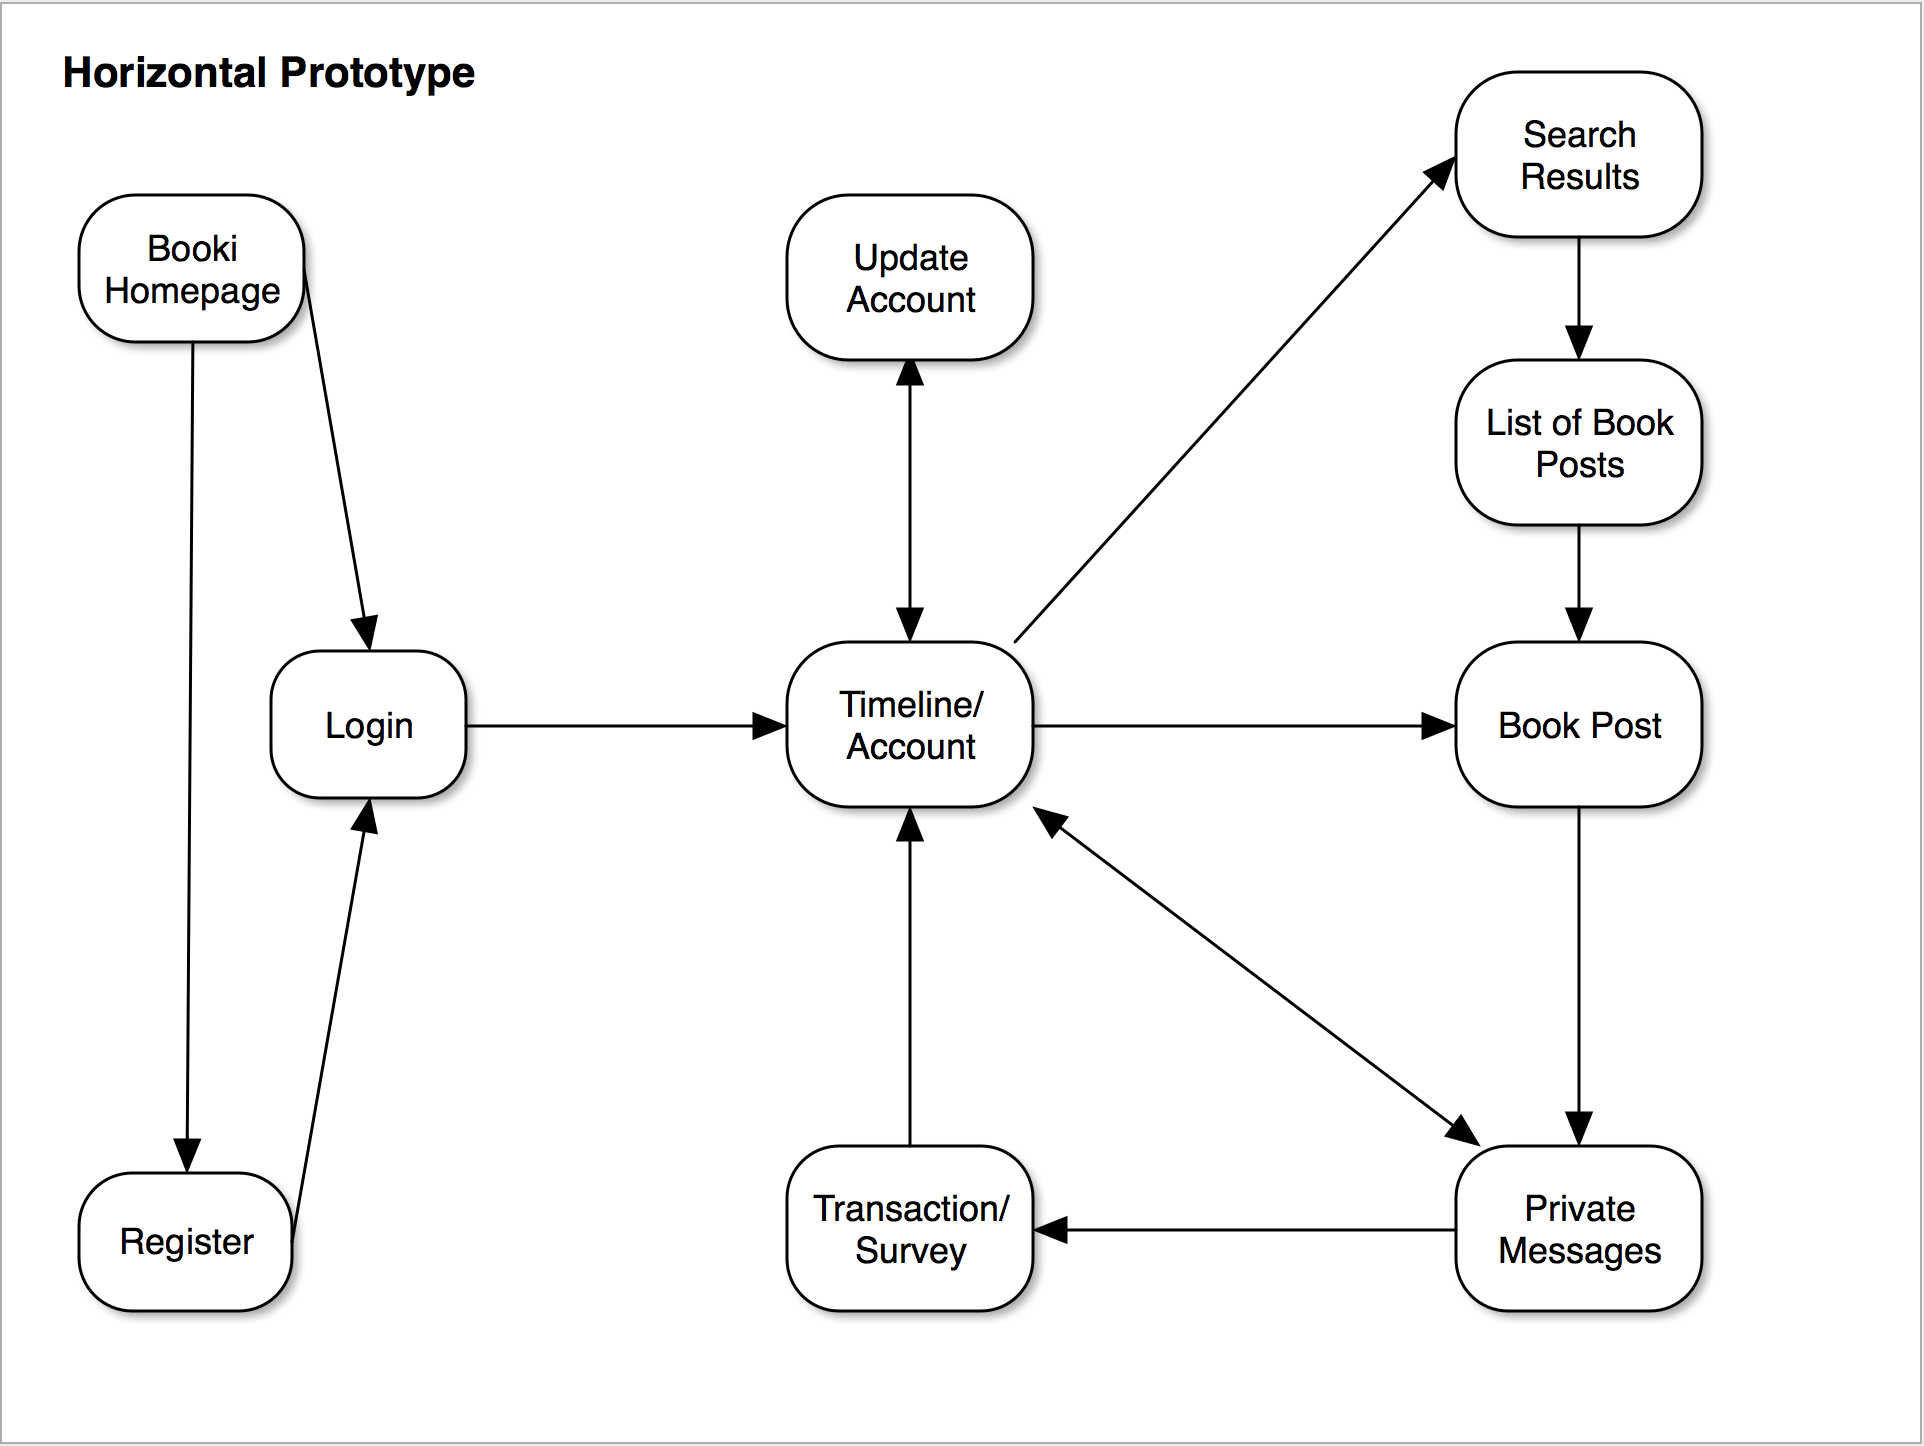 Horizontal Prototype
Booki
Homepage
Login
Register
Update
Account
Timeline/
Account
Transaction/
Survey
Search
Results
List of Book
Posts
Book Post
Private
Messages